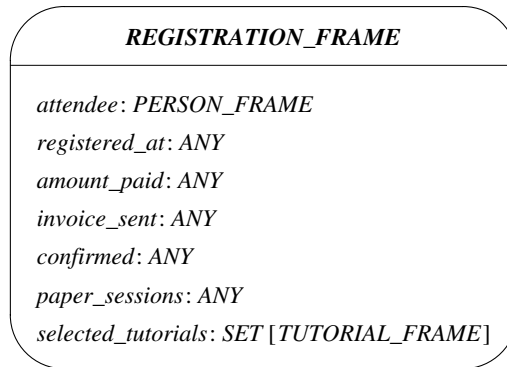 REGISTRATION_FRAME
attendee: PERSON_FRAME
registered_at: ANY
amount_paid: ANY
invoice_sent: ANY
confirmed: ANY
paper_sessions: ANY
selected_tutorials: SET [TUTORIAL_FRAME]